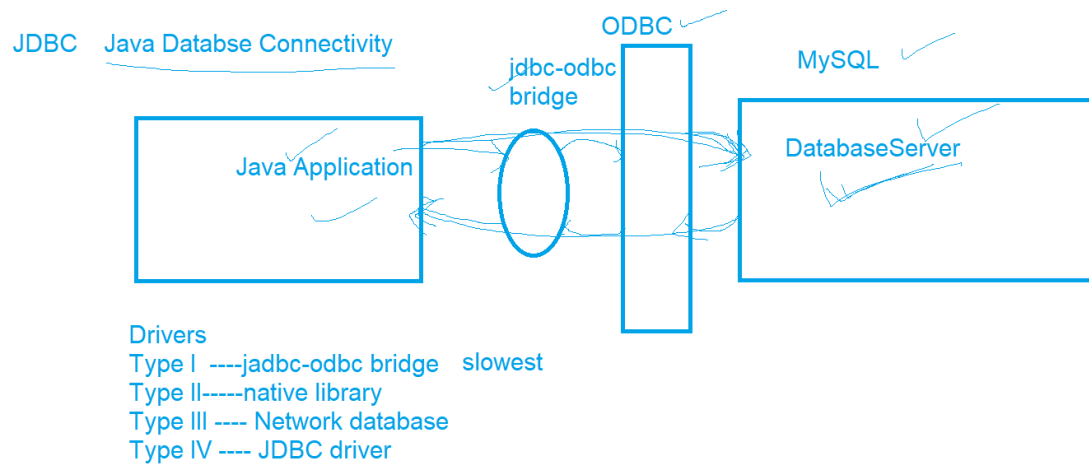 JDBC Java Databse Connectivity
ODBC
MySQL
jdbc-odbc
bridge
Java Application
DatabaseServer
Drivers
Type I ----jadbc-odbc bridge slowest
Type II-----native library
Type III ---- Network database
Type IV ---- JDBC driver